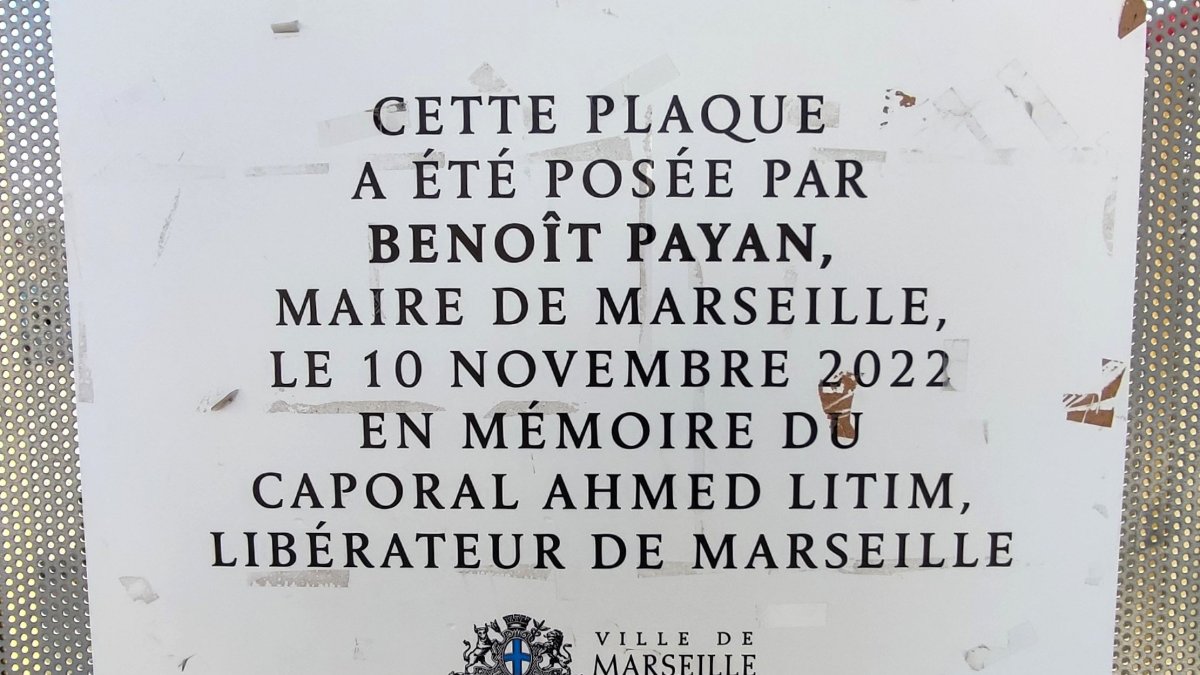 CETTE PLAQUE
A ÉTÉ POSÉE PAR
BENOÎT PAYAN,
MAIRE DE MARSEILLE,
LE 10 NOVEMBRE 2022
EN MÉMOIRE DU
CAPORAL AHMED LITIM,
LIBÉRATEUR DE MARSEILLE
VILLE DE
MARSEILLE